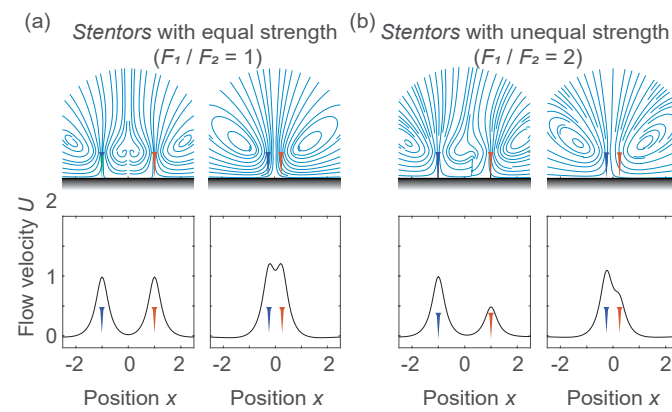 (a)
Stentors with equal strength
(F₁ / F₂ = 1)
(b)
Stentors with unequal strength
(F₁ / F₂ = 2)
Flow velocity U
2
1
0
-2 0 2
-2 0 2
-2 0 2
-2 0 2
Position x
Position x
Position x
Position x